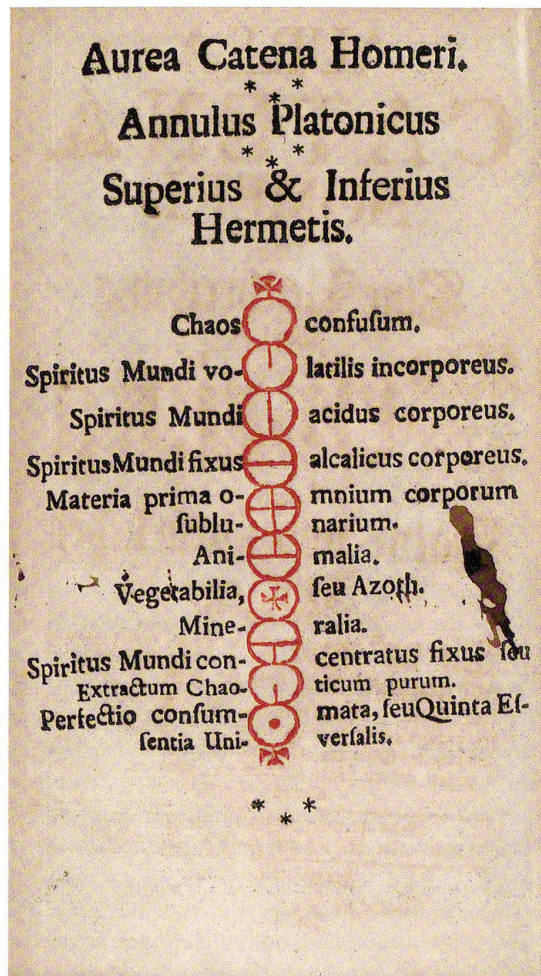 Aurea Catena Homeri.
* * *
Annulus Platonicus
* * *
Superius & Inferius
Hermetis.
Chaos confuſum.
Spiritus Mundi vo- latilis incorporeus.
Spiritus Mundi acidus corporeus.
Spiritus Mundi fixus alcalicus corporeus.
Materia prima o- mnium corporum
ſublu- narium.
Ani- malia.
Vegetabilia, ſeu Azoth.
Mine- ralia.
Spiritus Mundi con- centratus fixus ſeu
Extractum Chao- ticum purum.
Perfectio conſum- mata, ſeu Quinta Eſ-
ſentia Uni- verſalis.
* * *